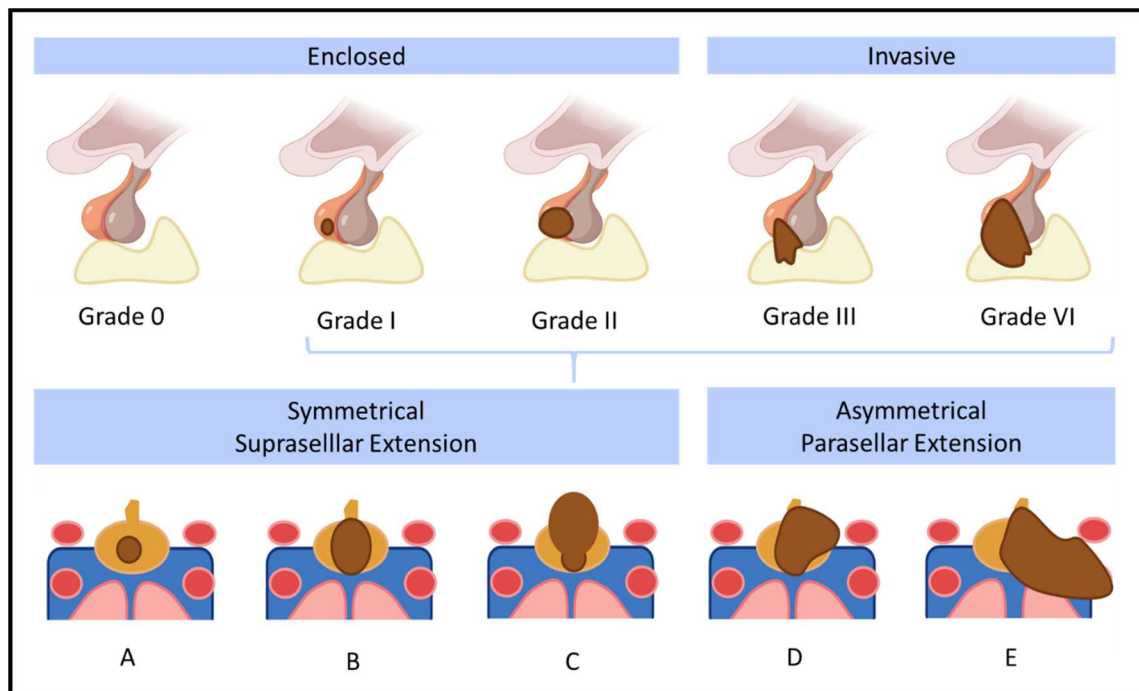 Enclosed
Invasive
Grade 0
Grade I
Grade II
Grade III
Grade VI
Symmetrical
Supraselllar Extension
Asymmetrical
Parasellar Extension
A
B
C
D
E